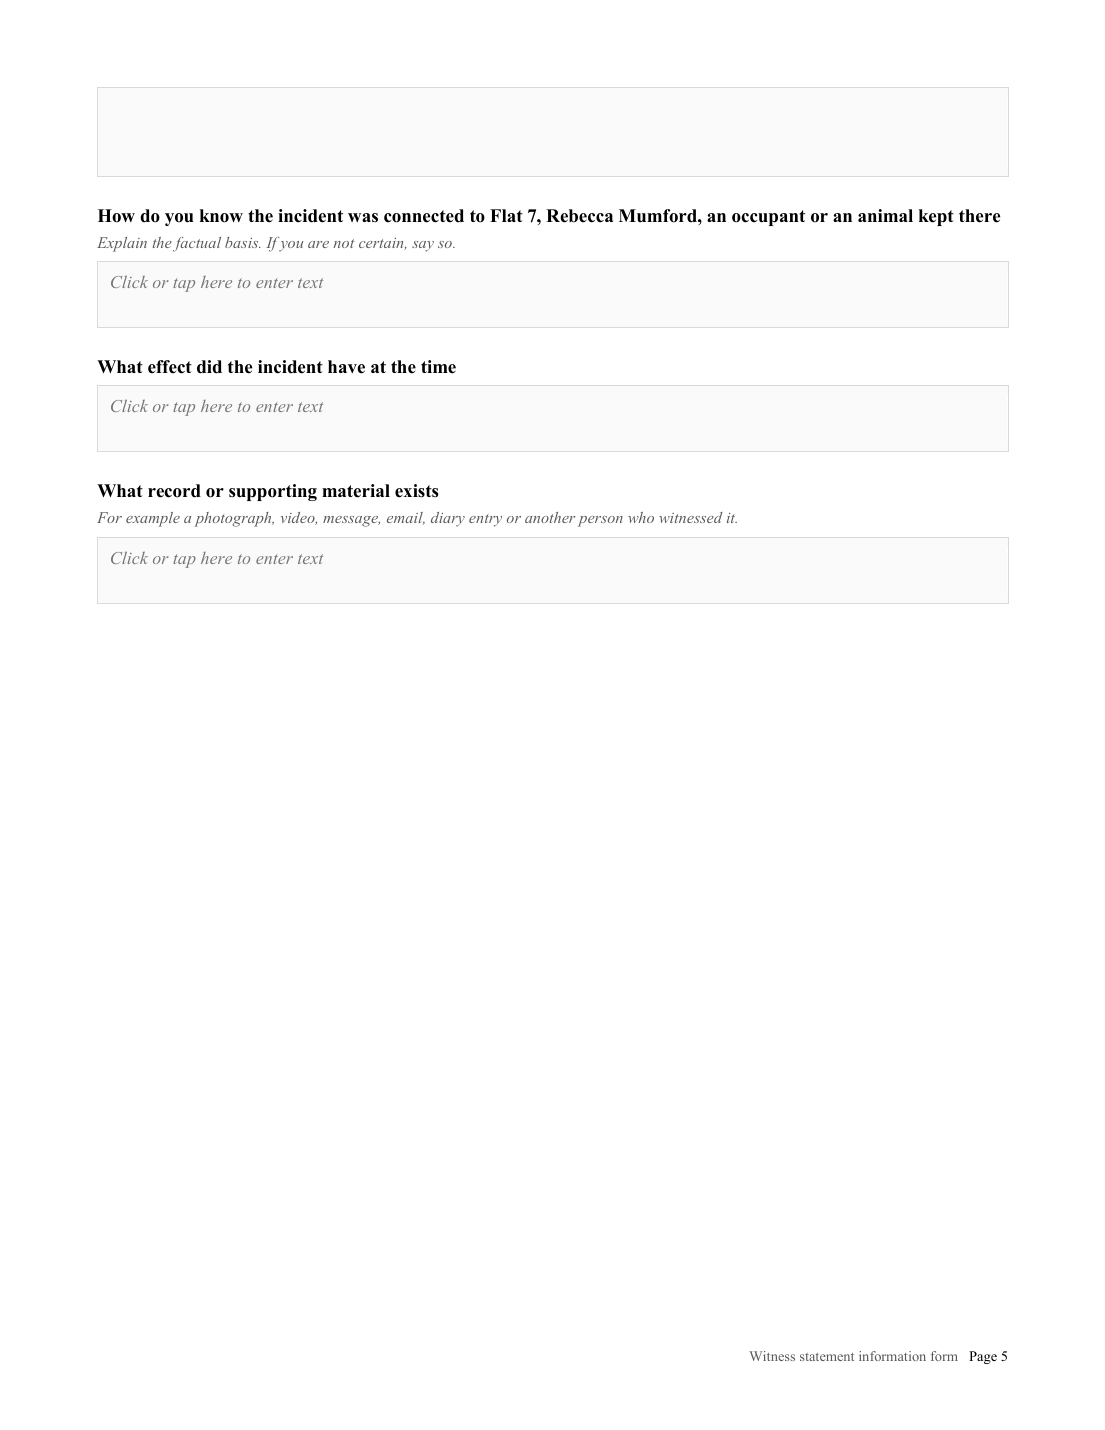 How do you know the incident was connected to Flat 7, Rebecca Mumford, an occupant or an animal kept there
Explain the factual basis. If you are not certain, say so.
Click or tap here to enter text
What effect did the incident have at the time
Click or tap here to enter text
What record or supporting material exists
For example a photograph, video, message, email, diary entry or another person who witnessed it.
Click or tap here to enter text
Witness statement information form Page 5